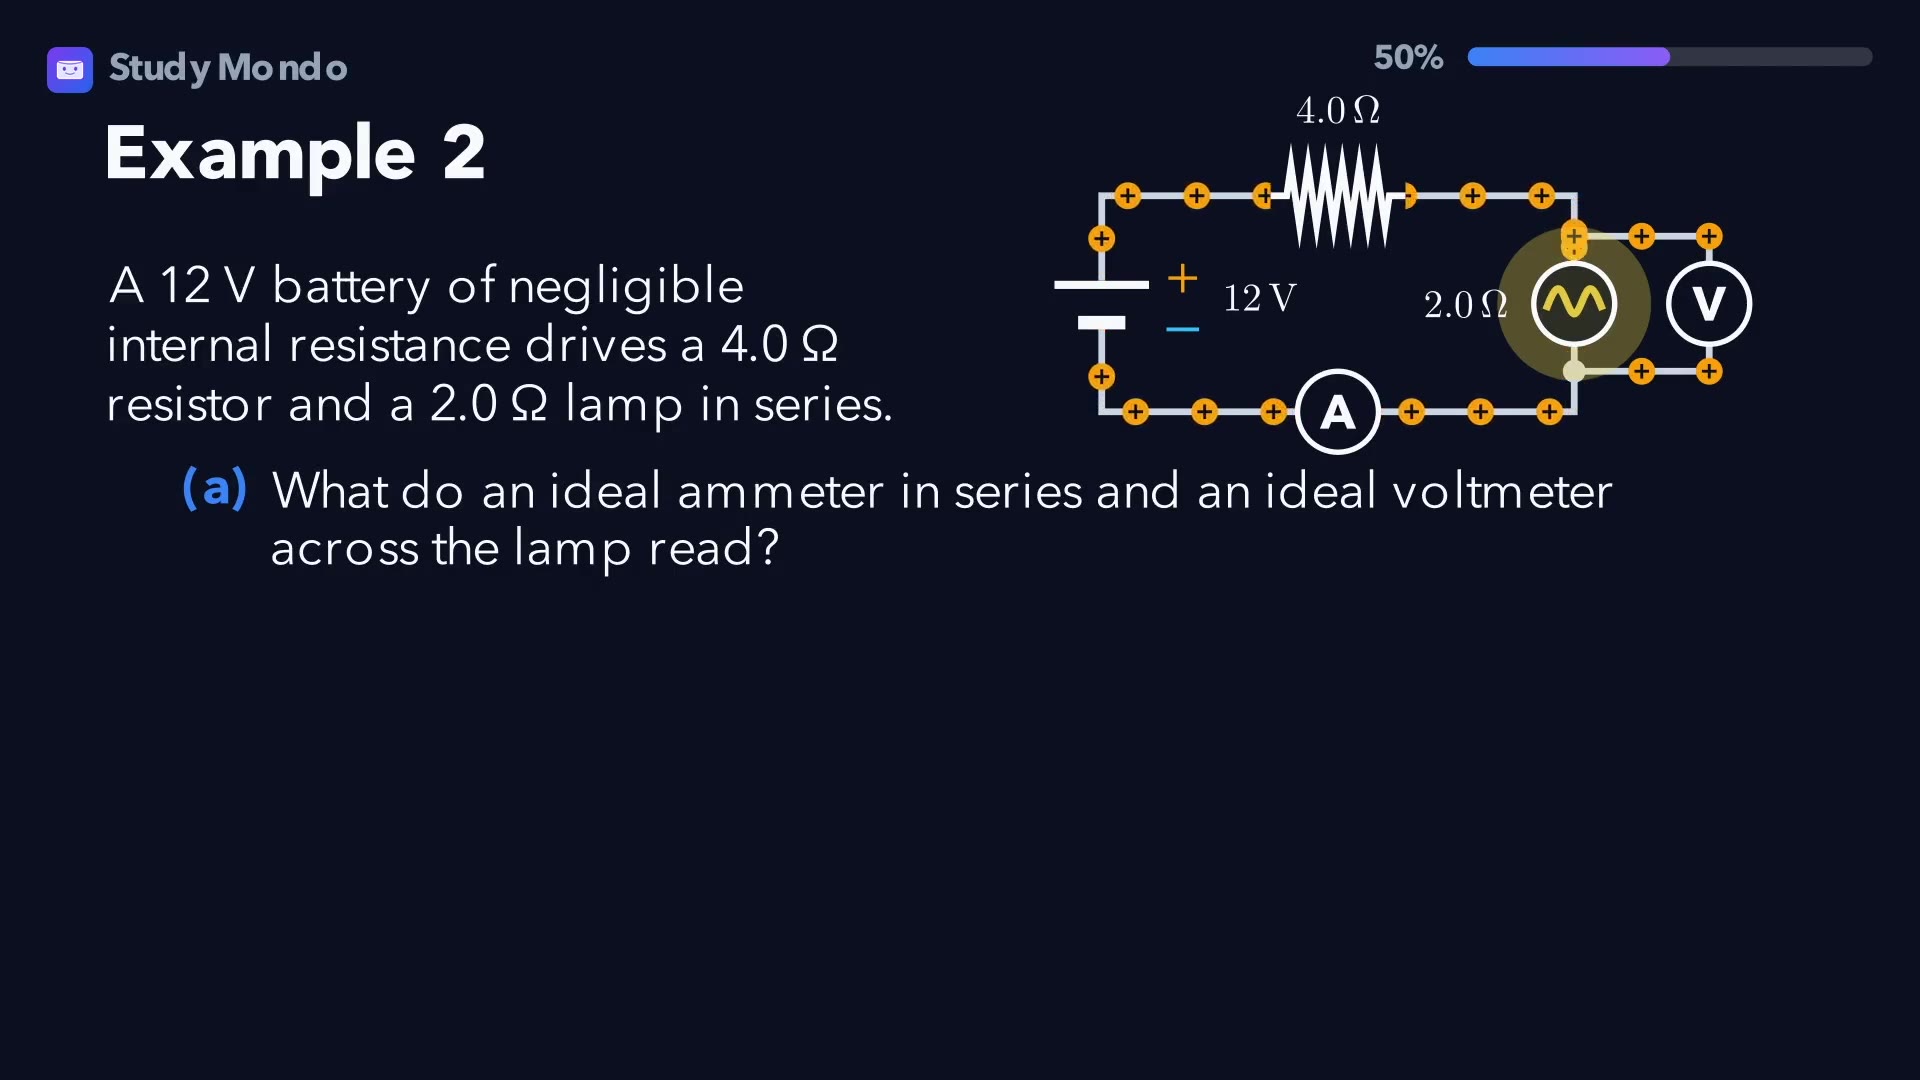 Study Mondo
50%
Example 2
4.0 Ω
+
12 V
−
2.0 Ω
V
A
A 12 V battery of negligible
internal resistance drives a 4.0 Ω
resistor and a 2.0 Ω lamp in series.
(a) What do an ideal ammeter in series and an ideal voltmeter
across the lamp read?